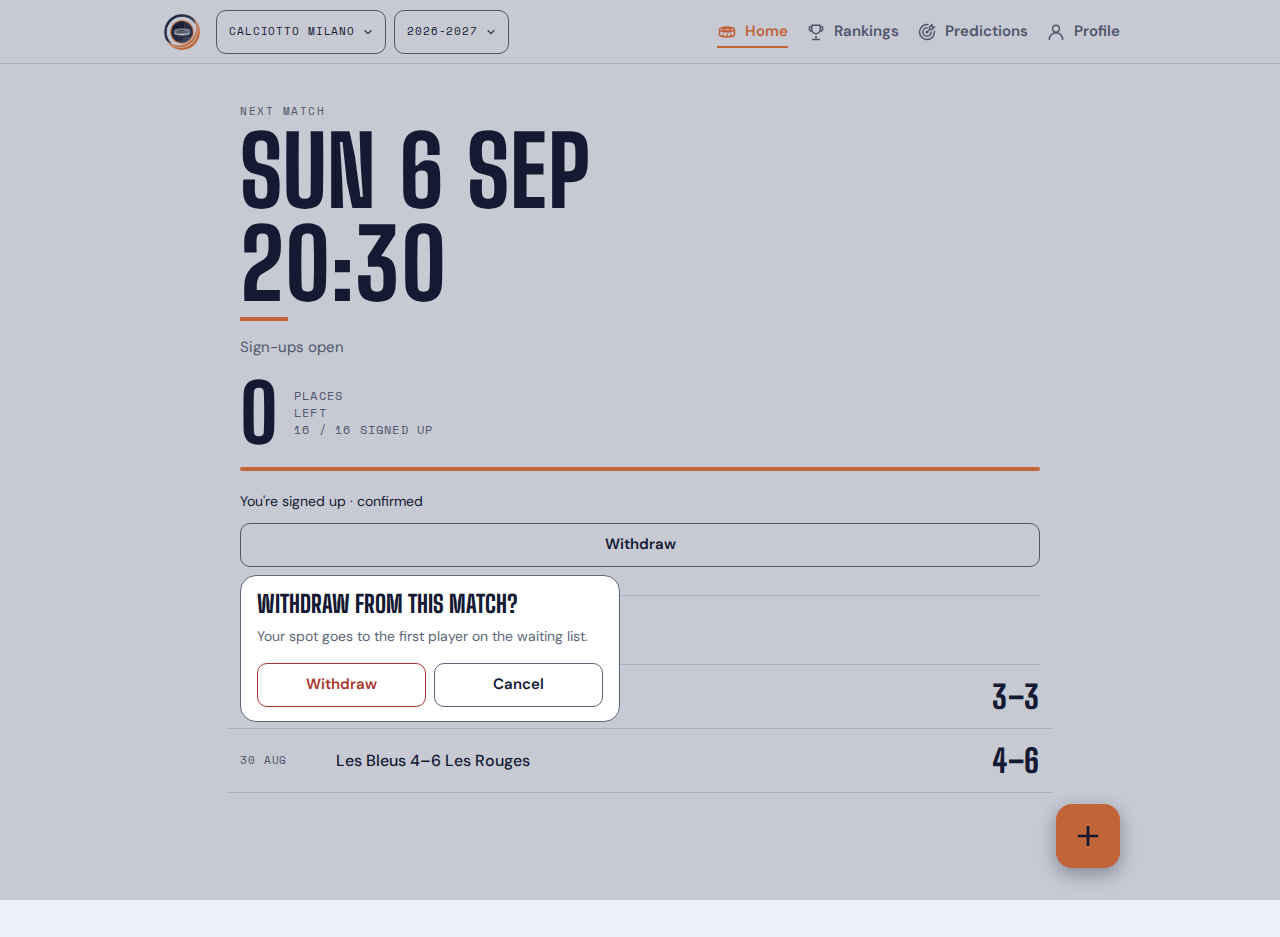 CALCIOTTO MILANO
2026-2027
Home
Rankings
Predictions
Profile
NEXT MATCH
SUN 6 SEP
20:30
Sign-ups open
0
PLACES
LEFT
16 / 16 SIGNED UP
You're signed up · confirmed
Withdraw
WITHDRAW FROM THIS MATCH?
Your spot goes to the first player on the waiting list.
Withdraw
Cancel
3–3
30 AUG
Les Bleus 4–6 Les Rouges
4–6